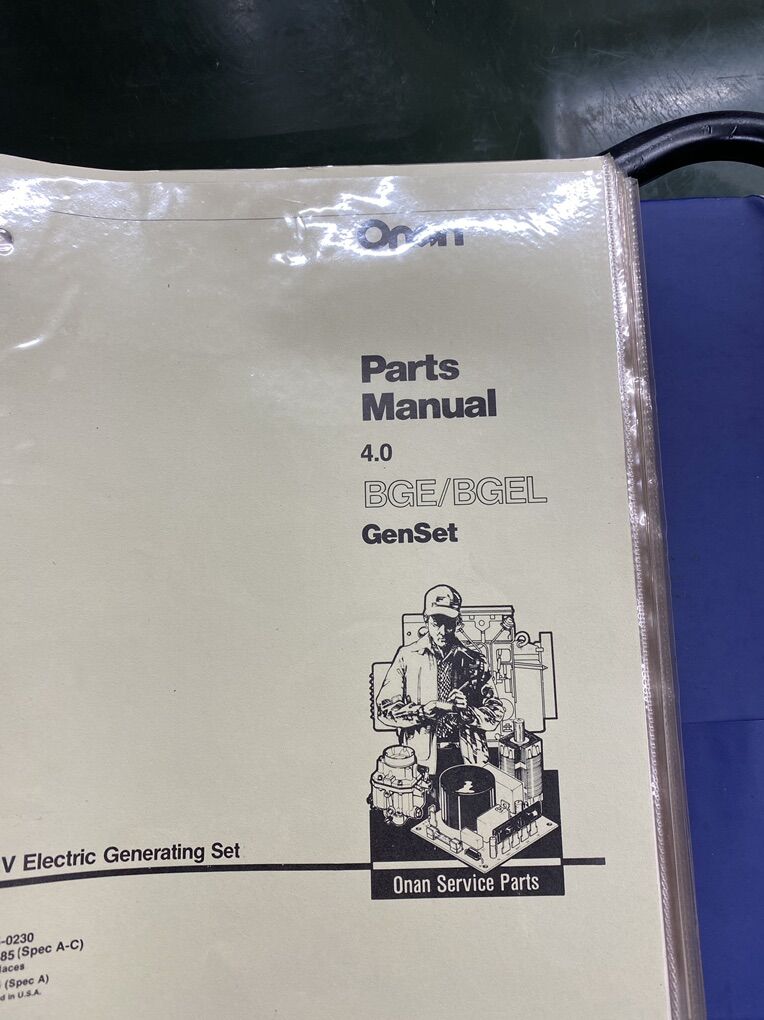 Onan
Parts
Manual
4.0
BGE/BGEL
GenSet
V Electric Generating Set
Onan Service Parts
-0230
85 (Spec A-C)
laces
(Spec A)
d in U.S.A.